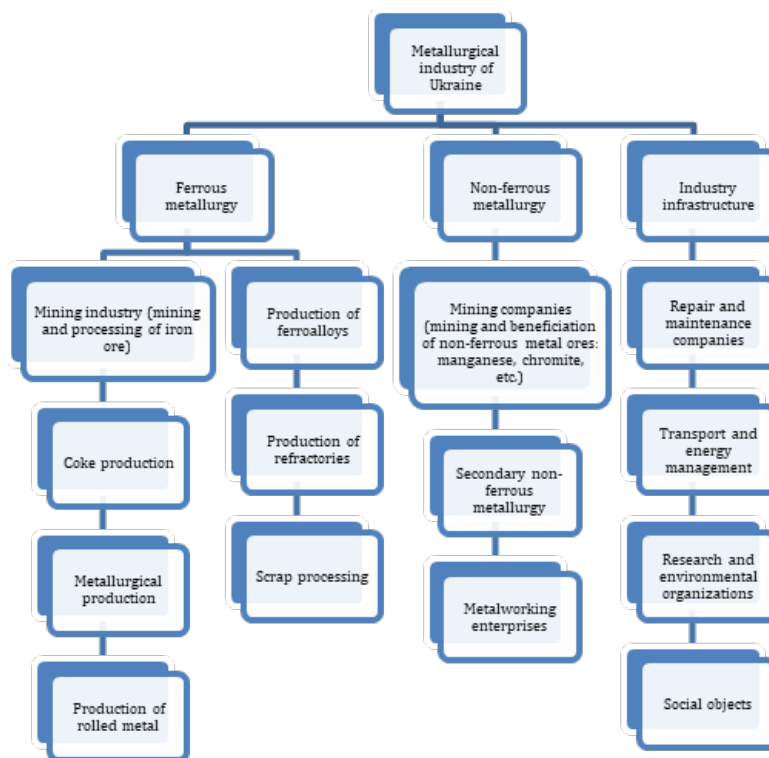 Metallurgical
industry of
Ukraine
Ferrous
metallurgy
Non-ferrous
metallurgy
Industry
infrastructure
Mining industry (mining
and processing of iron
ore)
Production of
ferroalloys
Mining companies
(mining and beneficiation
of non-ferrous metal ores:
manganese, chromite,
etc.)
Repair and
maintenance
companies
Coke production
Production of
refractories
Secondary non-
ferrous
metallurgy
Transport and
energy
management
Metallurgical
production
Scrap processing
Metalworking
enterprises
Research and
environmental
organizations
Production of
rolled metal
Social objects